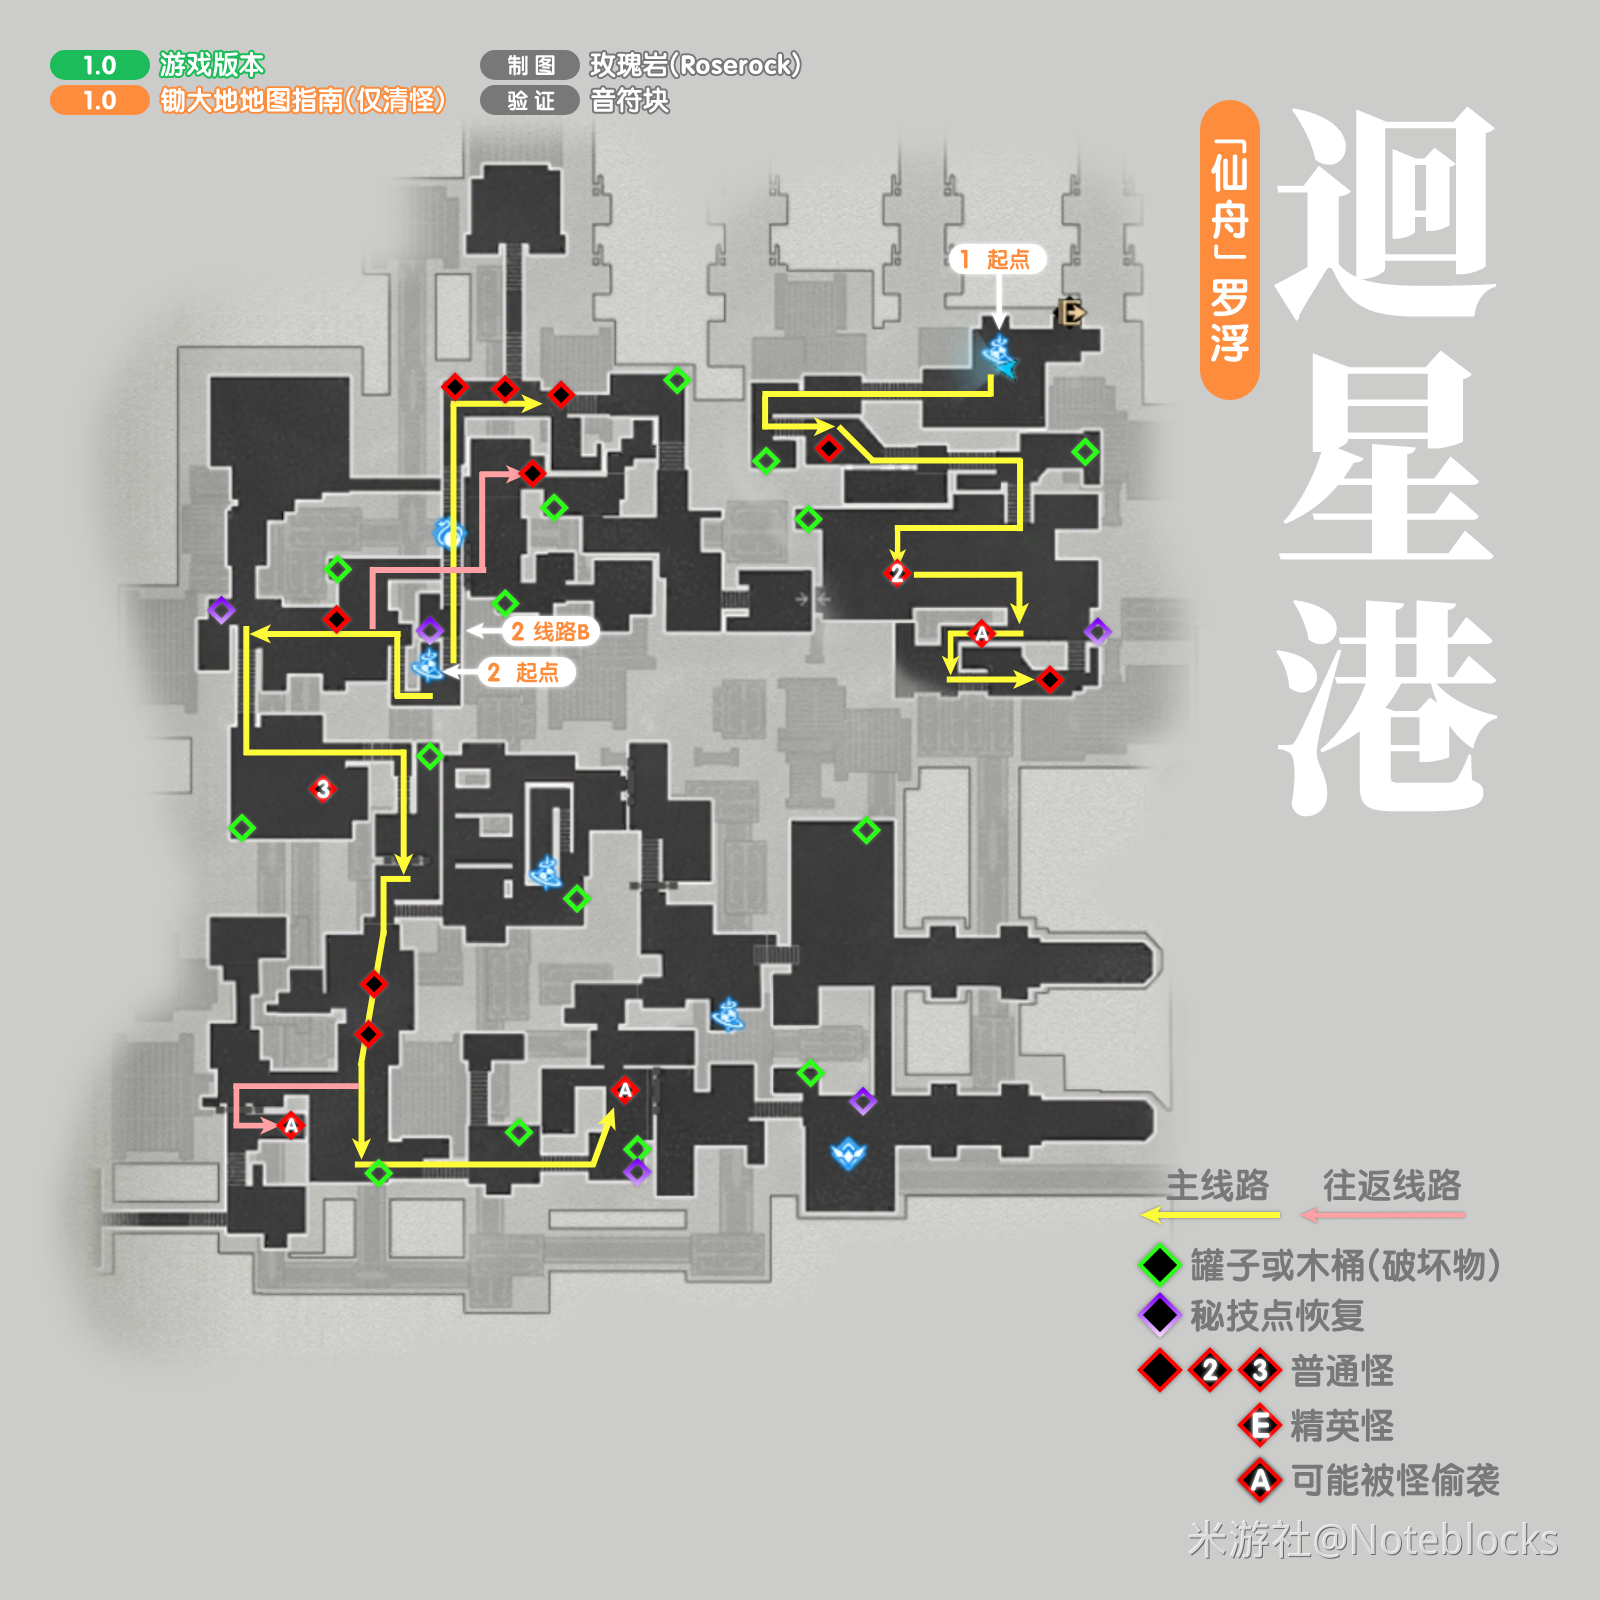 1.0 游戏版本
制图 玫瑰岩(Roserock)
1.0 锄大地地图指南(仅清怪)
验证 音符块
「仙舟」罗浮
迴星港
1 起点
2
A
2 线路B
2 起点
3
A
A
主线路 往返线路
罐子或木桶(破坏物)
秘技点恢复
2 3 普通怪
E 精英怪
A 可能被怪偷袭
米游社@Noteblocks